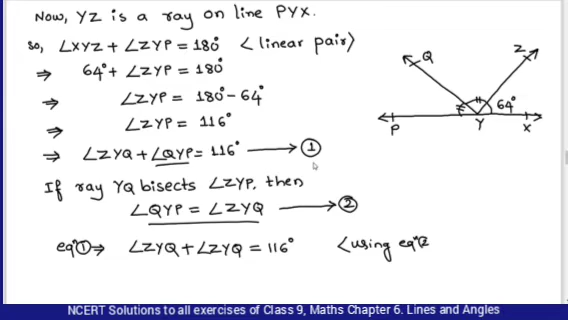 Now, YZ is a ray on line PYX.
So, ∠XYZ + ∠ZYP = 180° <linear pair>
⇒ 64° + ∠ZYP = 180°
⇒ ∠ZYP = 180° - 64°
⇒ ∠ZYP = 116°
⇒ ∠ZYQ + ∠QYP = 116° ⟶ ①
If ray YQ bisects ∠ZYP, then
∠QYP = ∠ZYQ ⟶ ②
eqⁿ① ⇒ ∠ZYQ + ∠ZYQ = 116° <using eqⁿ②
Q
Z
64°
P
Y
X
NCERT Solutions to all exercises of Class 9, Maths Chapter 6. Lines and Angles